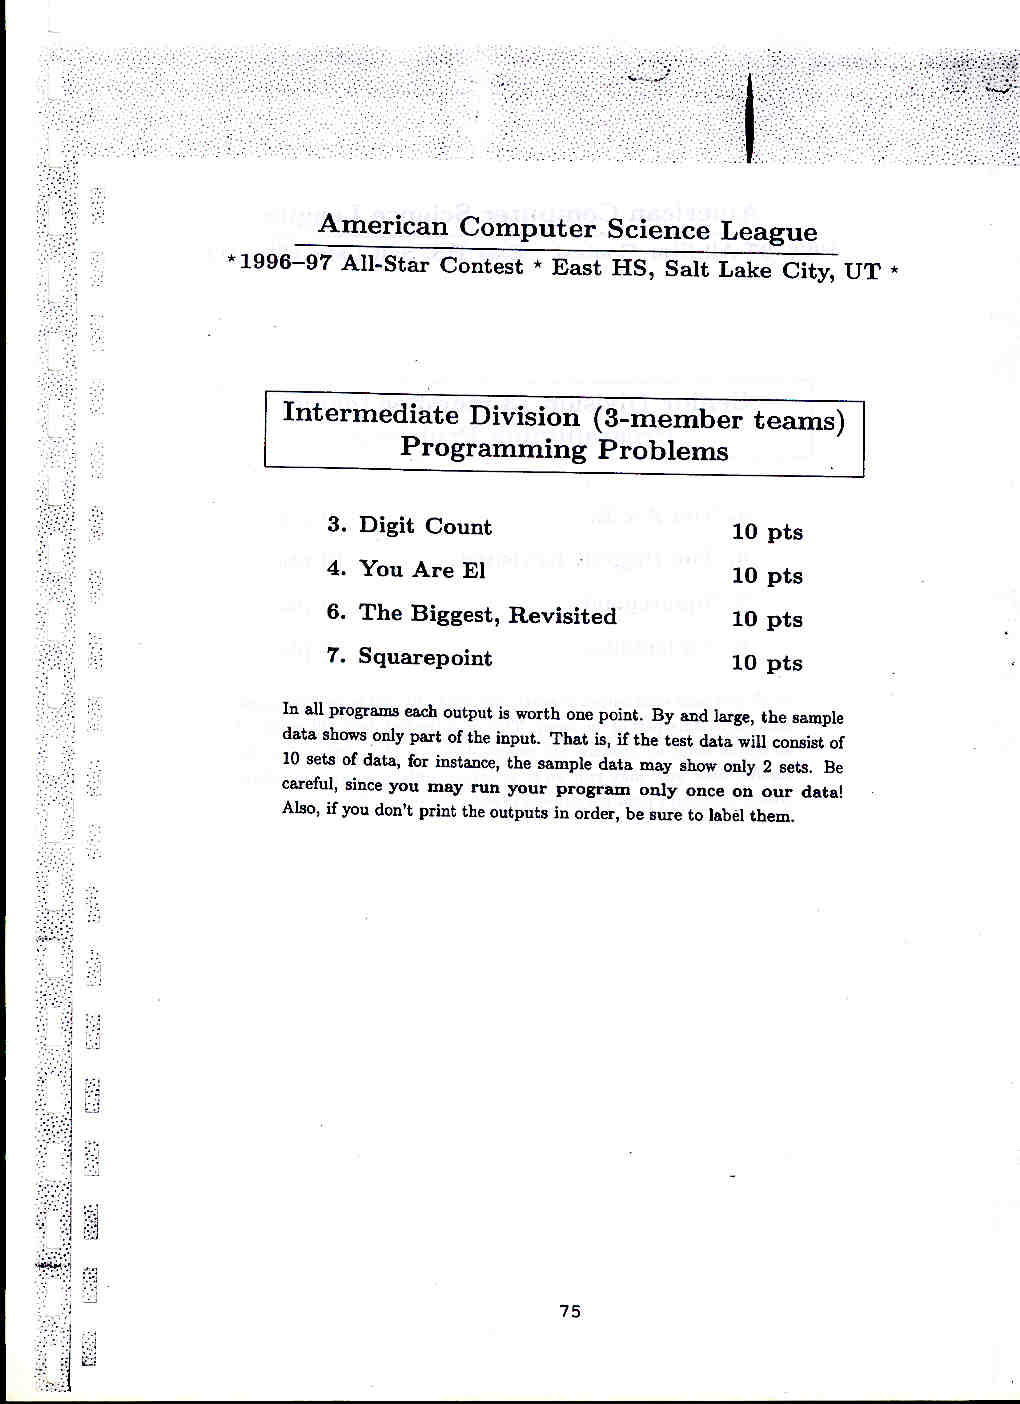 American Computer Science League
*1996–97 All-Star Contest * East HS, Salt Lake City, UT *
Intermediate Division (3-member teams)
Programming Problems
3. Digit Count 10 pts
4. You Are El 10 pts
6. The Biggest, Revisited 10 pts
7. Squarepoint 10 pts
In all programs each output is worth one point. By and large, the sample
data shows only part of the input. That is, if the test data will consist of
10 sets of data, for instance, the sample data may show only 2 sets. Be
careful, since you may run your program only once on our data!
Also, if you don't print the outputs in order, be sure to label them.
75